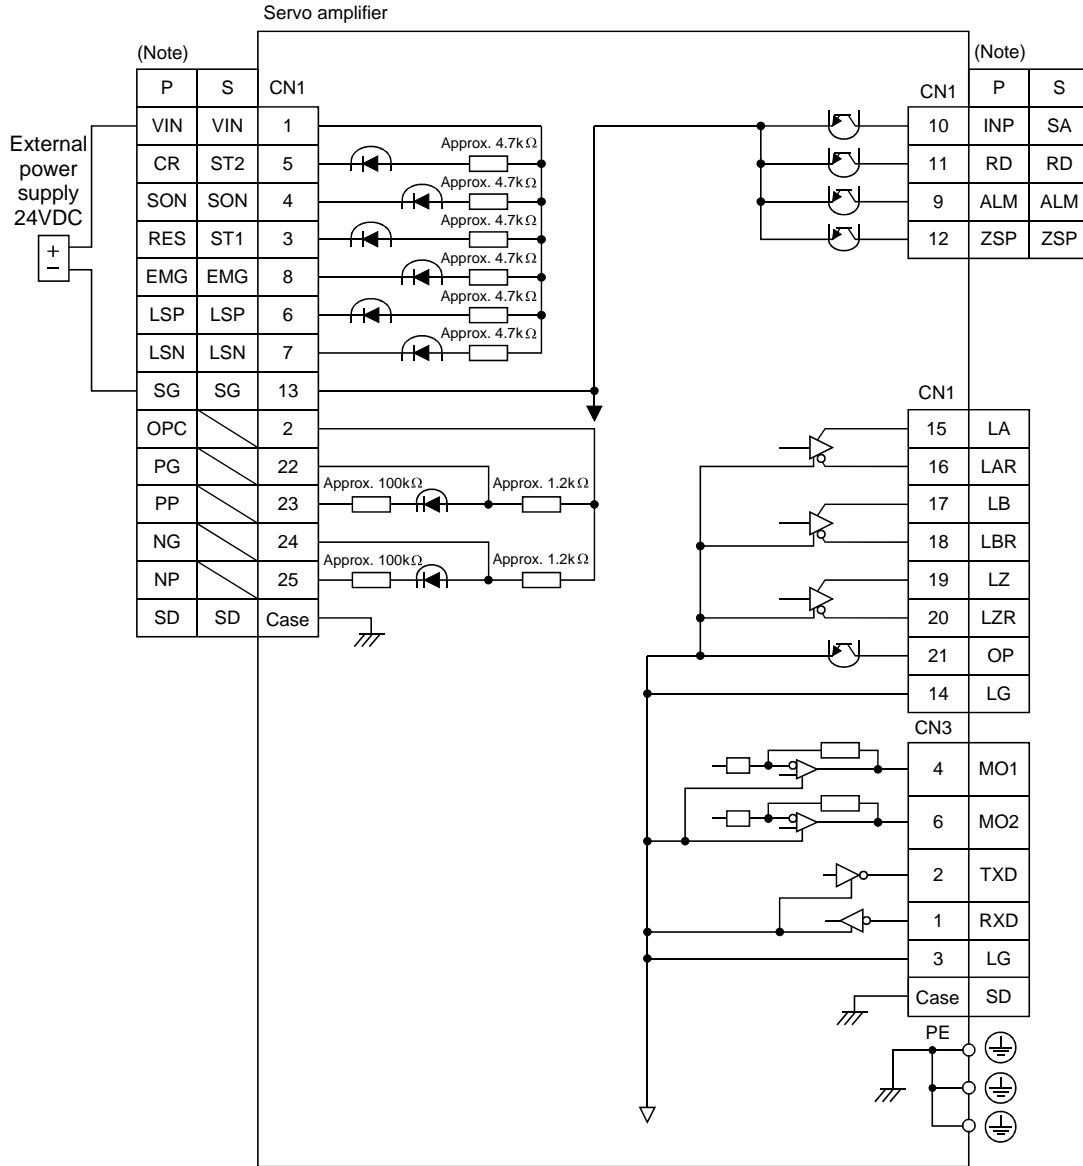 Servo amplifier
(Note)
P S CN1
VIN VIN 1
CR ST2 5
SON SON 4
RES ST1 3
EMG EMG 8
LSP LSP 6
LSN LSN 7
SG SG 13
OPC 2
PG 22
PP 23
NG 24
NP 25
SD SD Case
External
power
supply
24VDC
+
−
Approx. 4.7kΩ
Approx. 4.7kΩ
Approx. 4.7kΩ
Approx. 4.7kΩ
Approx. 4.7kΩ
Approx. 4.7kΩ
Approx. 100kΩ Approx. 1.2kΩ
Approx. 100kΩ Approx. 1.2kΩ
(Note)
CN1 P S
10 INP SA
11 RD RD
9 ALM ALM
12 ZSP ZSP
CN1
15 LA
16 LAR
17 LB
18 LBR
19 LZ
20 LZR
21 OP
14 LG
CN3
4 MO1
6 MO2
2 TXD
1 RXD
3 LG
Case SD
PE